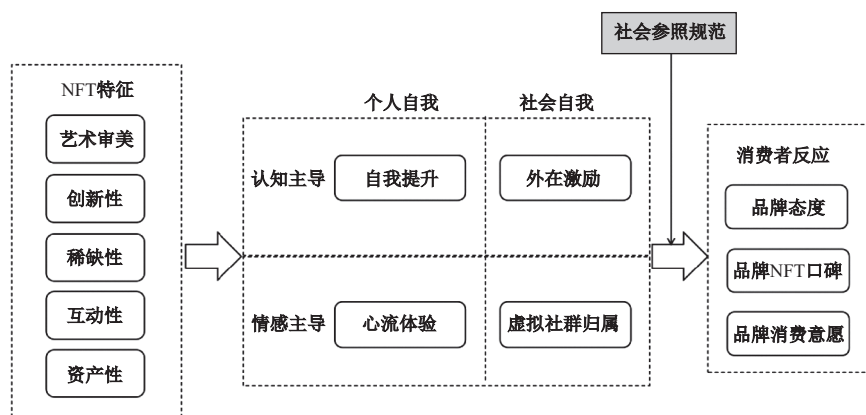 社会参照规范
NFT特征
艺术审美
创新性
稀缺性
互动性
资产性
个人自我
社会自我
认知主导
自我提升
外在激励
情感主导
心流体验
虚拟社群归属
消费者反应
品牌态度
品牌NFT口碑
品牌消费意愿